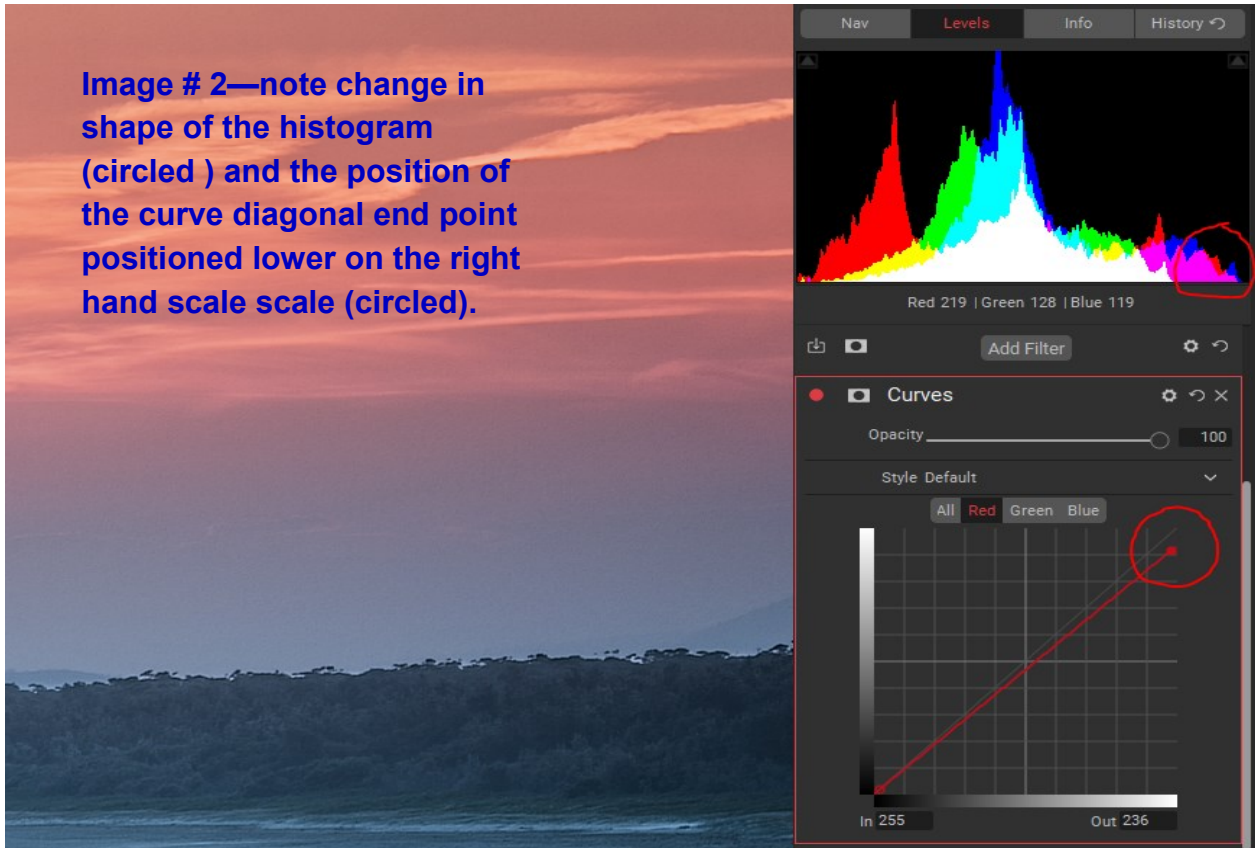 Image # 2—note change in
shape of the histogram
(circled ) and the position of
the curve diagonal end point
positioned lower on the right
hand scale scale (circled).
Nav Levels Info History
Red 219 | Green 128 | Blue 119
Add Filter
Curves
Opacity 100
Style Default
All Red Green Blue
In 255 Out 236